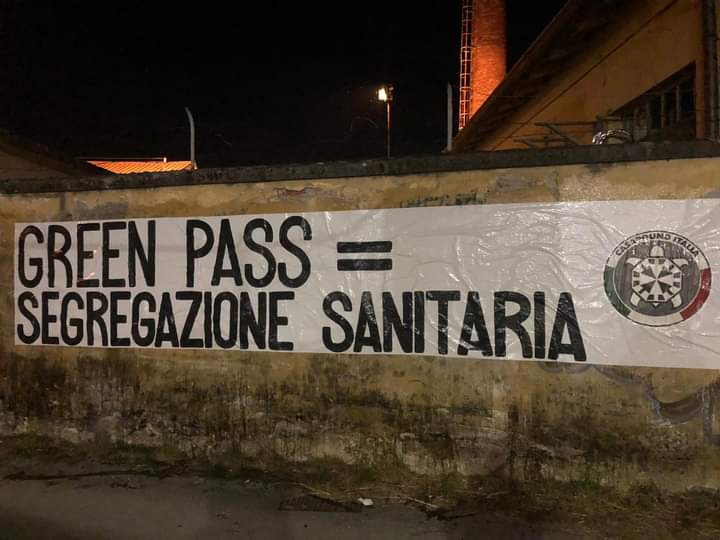 GREEN PASS =
SEGREGAZIONE SANITARIA
CASAPOUND ITALIA